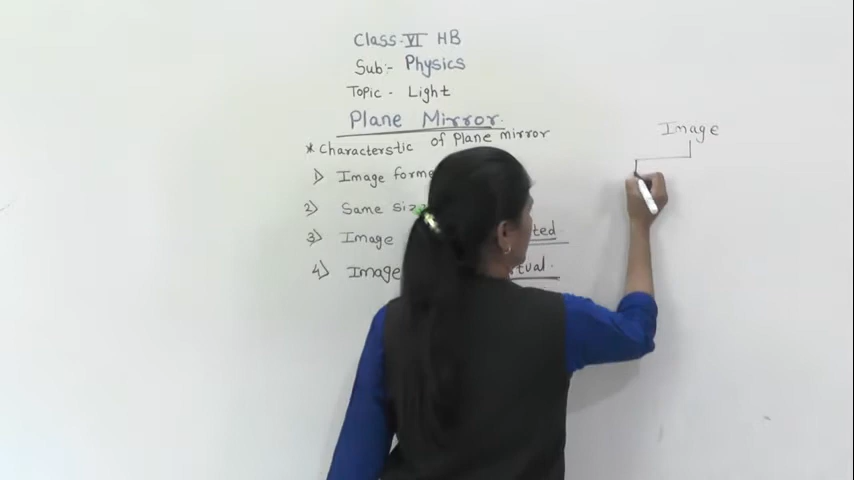 Class-VI HB
Sub:- Physics
Topic - Light
Plane Mirror.
* Characterstic of Plane mirror
1) Image
2) Same
3) Image
4) Image
Image